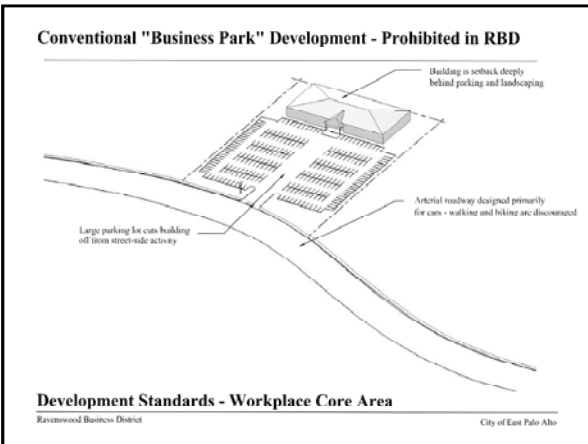 Conventional "Business Park" Development - Prohibited in RBD
Building is setback deeply
behind parking and landscaping
Arterial roadway designed primarily
for cars - walking and biking are discouraged
Large parking lot cuts building
off from street-side activity
Development Standards - Workplace Core Area
Ravenswood Business District
City of East Palo Alto